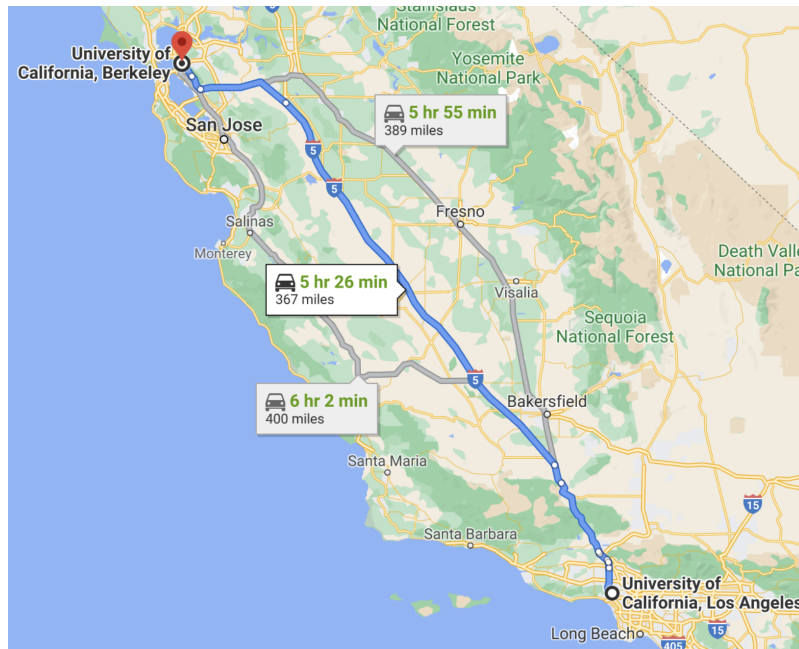 Stanislaus
National Forest
University of
California, Berkeley
Yosemite
National Park
5 hr 55 min
389 miles
San Jose
5
5
Fresno
Salinas
Monterey
Death Valle
National Pa
5 hr 26 min
367 miles
Visalia
Sequoia
National Forest
5
6 hr 2 min
400 miles
Bakersfield
Santa Maria
15
Santa Barbara
University of
California, Los Angeles
Long Beach
15
405